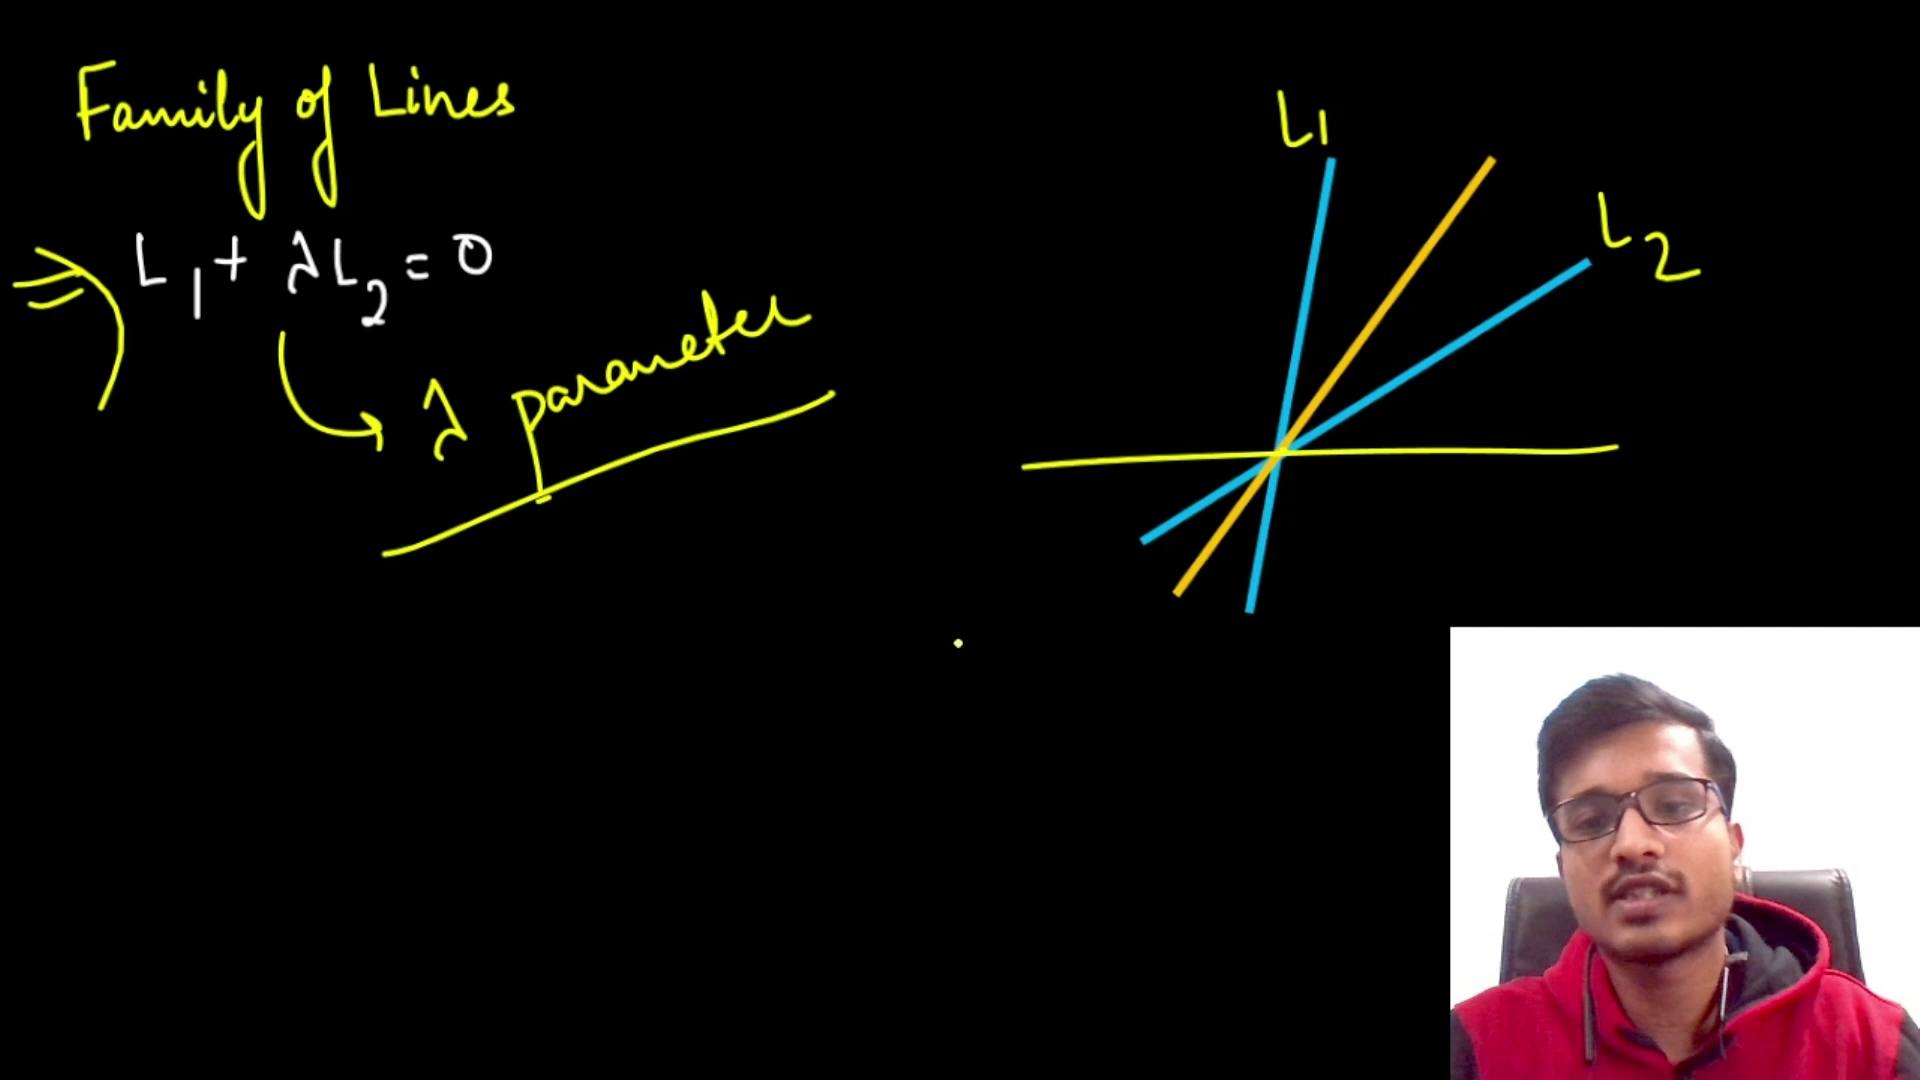 Family of Lines
⇒) L1 + λL2 = 0
λ parameter
L1
L2